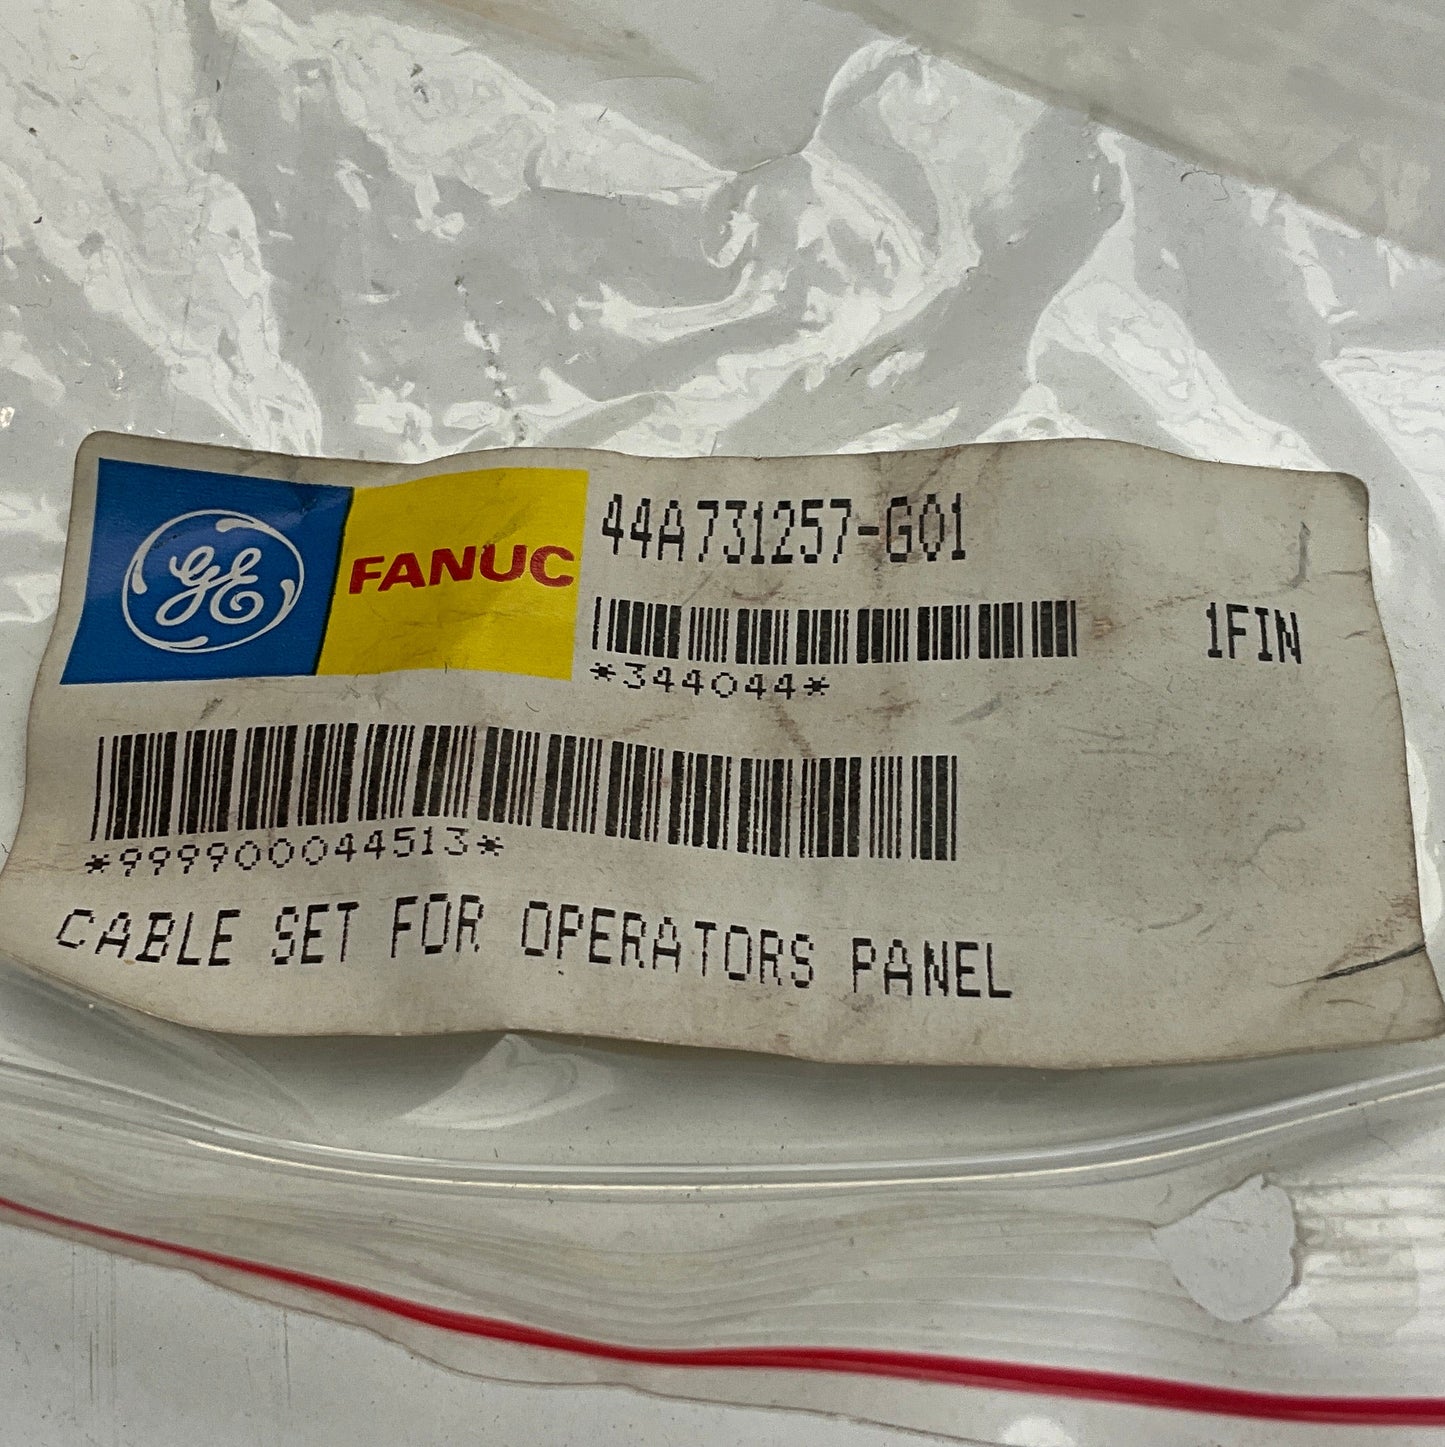 GE FANUC
44A731257-G01
*344044*
1FIN
*999900044513*
CABLE SET FOR OPERATORS PANEL